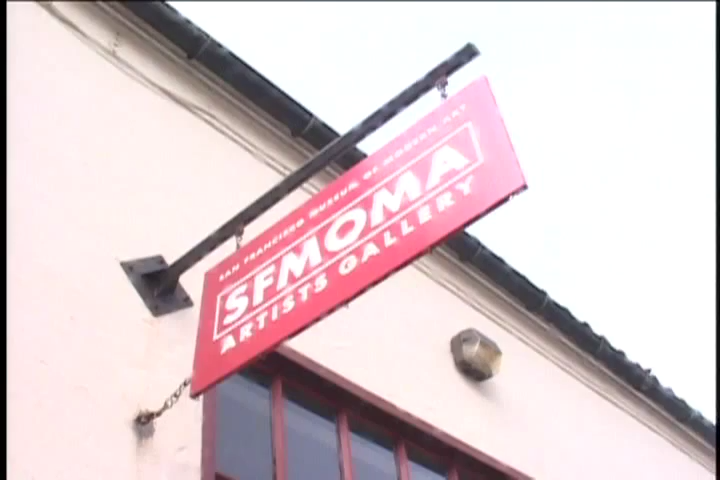 SAN FRANCISCO MUSEUM OF MODERN ART
SFMOMA
ARTISTS GALLERY